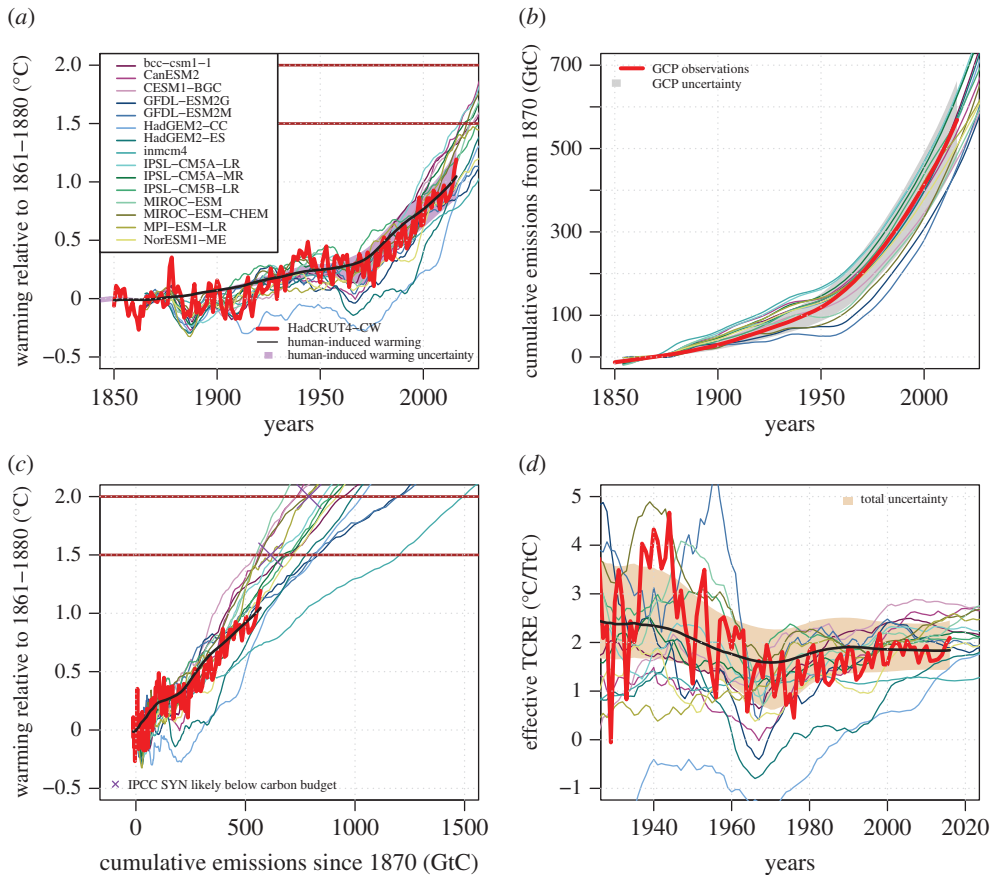 (a)
warming relative to 1861–1880 (°C)
2.0
1.5
1.0
0.5
0
–0.5
bcc–csm1–1
CanESM2
CESM1–BGC
GFDL–ESM2G
GFDL–ESM2M
HadGEM2–CC
HadGEM2–ES
inmcm4
IPSL–CM5A–LR
IPSL–CM5A–MR
IPSL–CM5B–LR
MIROC–ESM
MIROC–ESM–CHEM
MPI–ESM–LR
NorESM1–ME
HadCRUT4–CW
human-induced warming
human-induced warming uncertainty
1850
1900
1950
2000
years
(b)
cumulative emissions from 1870 (GtC)
700
500
300
100
0
GCP observations
GCP uncertainty
1850
1900
1950
2000
years
(c)
warming relative to 1861–1880 (°C)
2.0
1.5
1.0
0.5
0
–0.5
IPCC SYN likely below carbon budget
0
500
1000
1500
cumulative emissions since 1870 (GtC)
(d)
effective TCRE (°C/TtC)
5
4
3
2
1
0
–1
total uncertainty
1940
1960
1980
2000
2020
years